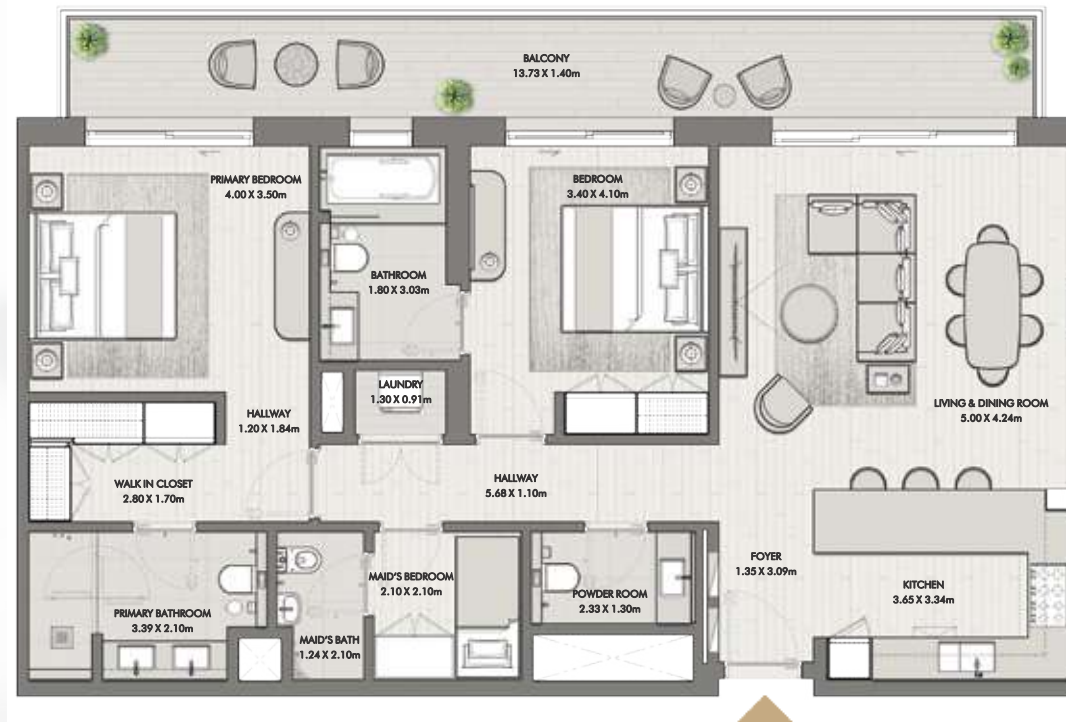 BALCONY
13.73 X 1.40m
PRIMARY BEDROOM
4.00 X 3.50m
BEDROOM
3.40 X 4.10m
BATHROOM
1.80 X 3.03m
LAUNDRY
1.30 X 0.91m
HALLWAY
1.20 X 1.84m
LIVING & DINING ROOM
5.00 X 4.24m
WALK IN CLOSET
2.80 X 1.70m
HALLWAY
5.68 X 1.10m
FOYER
1.35 X 3.09m
MAID'S BEDROOM
2.10 X 2.10m
KITCHEN
3.65 X 3.34m
POWDER ROOM
2.33 X 1.30m
PRIMARY BATHROOM
3.39 X 2.10m
MAID'S BATH
1.24 X 2.10m